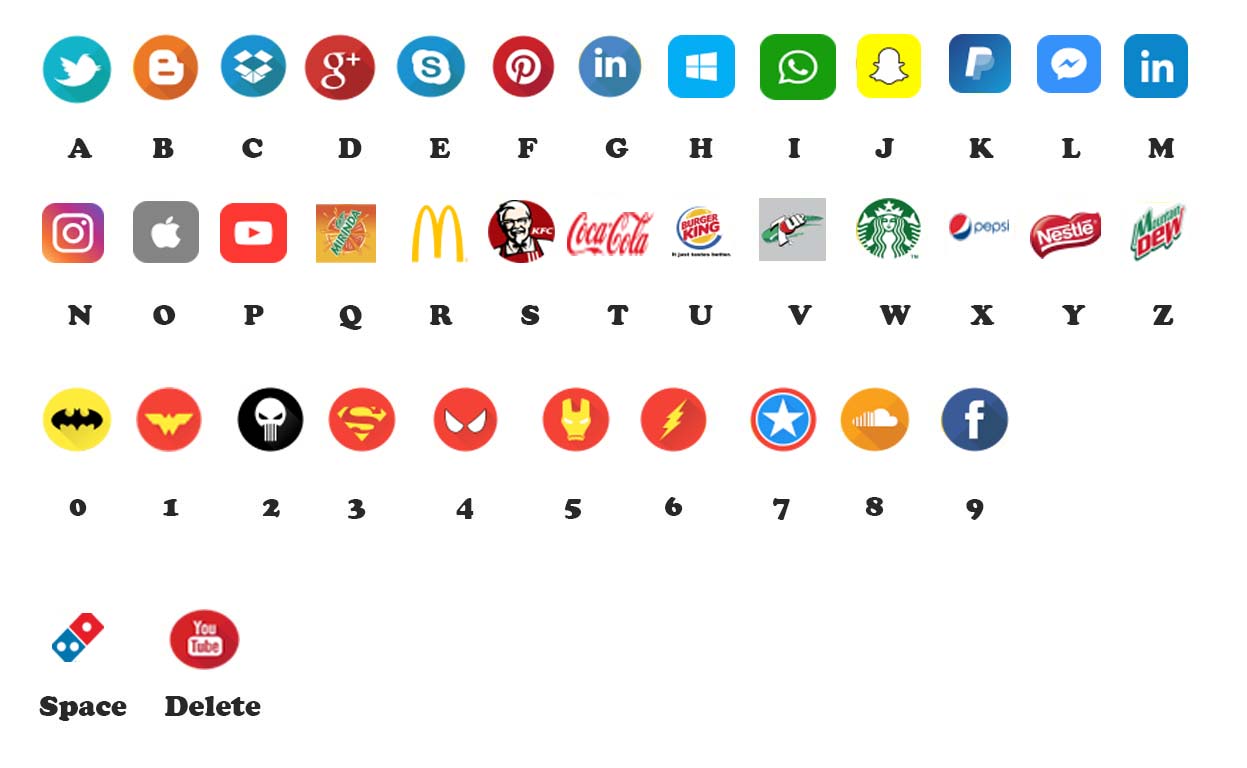 g+ S in in
A B C D E F G H I J K L M
MIRINDA KFC Coca-Cola BURGER KING It just tastes better. 7up pepsi Nestlé Mountain Dew
N O P Q R S T U V W X Y Z
0 1 2 3 4 5 6 7 8 9
You
Tube
Space Delete